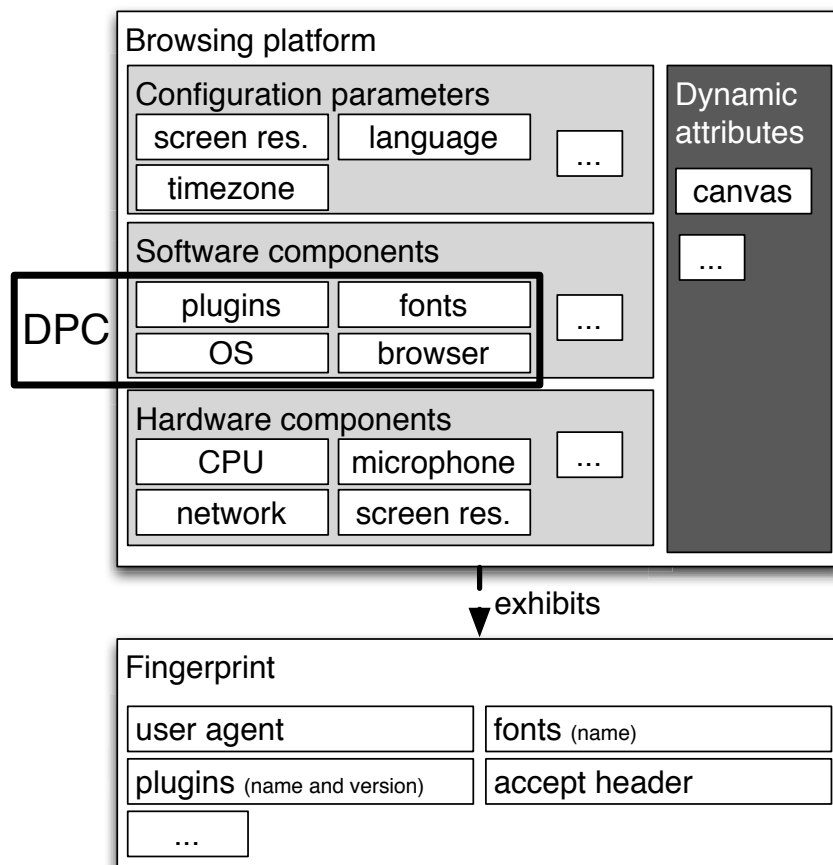 Browsing platform
Configuration parameters
screen res.
language
...
timezone
Dynamic
attributes
canvas
...
Software components
DPC
plugins
fonts
...
OS
browser
Hardware components
CPU
microphone
...
network
screen res.
exhibits
Fingerprint
user agent
fonts (name)
plugins (name and version)
accept header
...